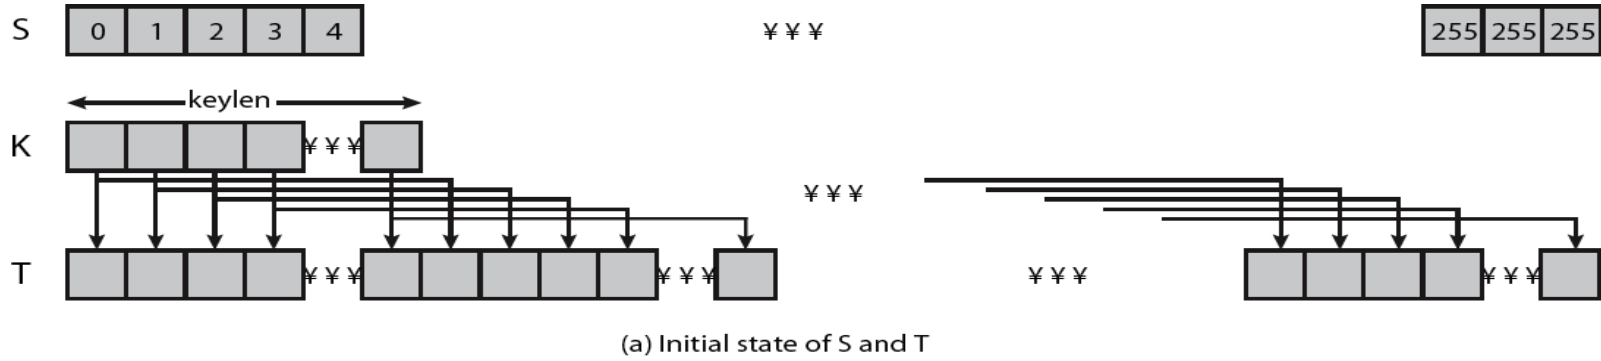 S 0 1 2 3 4 ¥ ¥ ¥ 255 255 255
keylen
K ¥ ¥ ¥
¥ ¥ ¥
T ¥ ¥ ¥ ¥ ¥ ¥ ¥ ¥ ¥ ¥ ¥ ¥
(a) Initial state of S and T